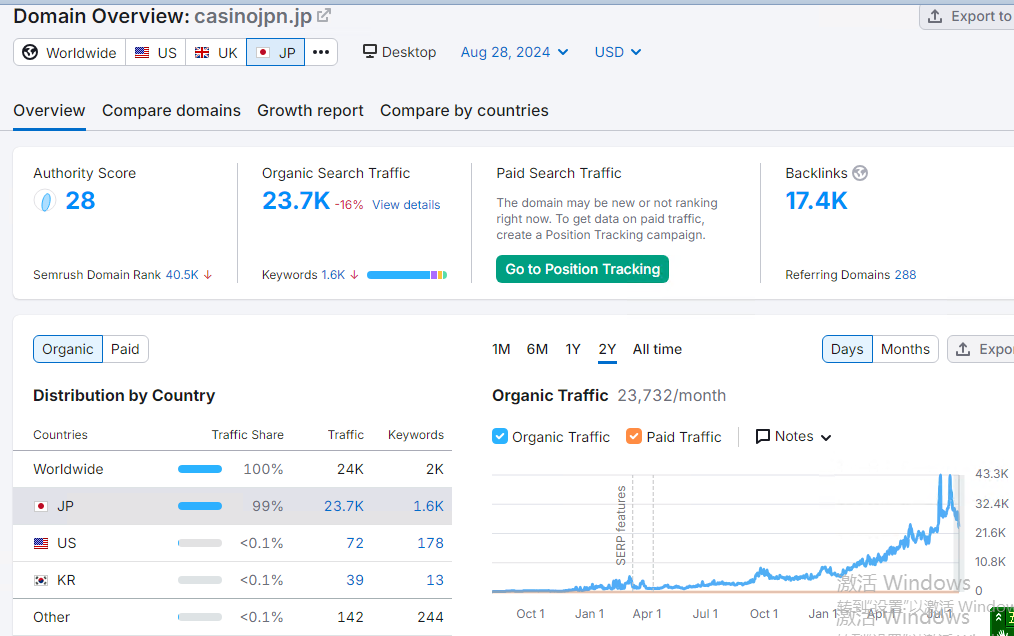 Domain Overview: casinojpn.jp
Export to
Worldwide US UK JP ••• Desktop Aug 28, 2024 USD
Overview Compare domains Growth report Compare by countries
Authority Score
28
Semrush Domain Rank 40.5K ↓
Organic Search Traffic
23.7K -16% View details
Keywords 1.6K ↓
Paid Search Traffic
The domain may be new or not ranking
right now. To get data on paid traffic,
create a Position Tracking campaign.
Go to Position Tracking
Backlinks
17.4K
Referring Domains 288
Organic Paid
Distribution by Country
Countries Traffic Share Traffic Keywords
Worldwide 100% 24K 2K
JP 99% 23.7K 1.6K
US <0.1% 72 178
KR <0.1% 39 13
Other <0.1% 142 244
1M 6M 1Y 2Y All time
Days Months
Organic Traffic 23,732/month
Organic Traffic Paid Traffic Notes
SERP features
43.3K
32.4K
21.6K
10.8K
0
Oct 1 Jan 1 Apr 1 Jul 1 Oct 1 Jan 1 Apr 1 Jul 1
激活 Windows
转到"设置"以激活 Windows
激活 Windows